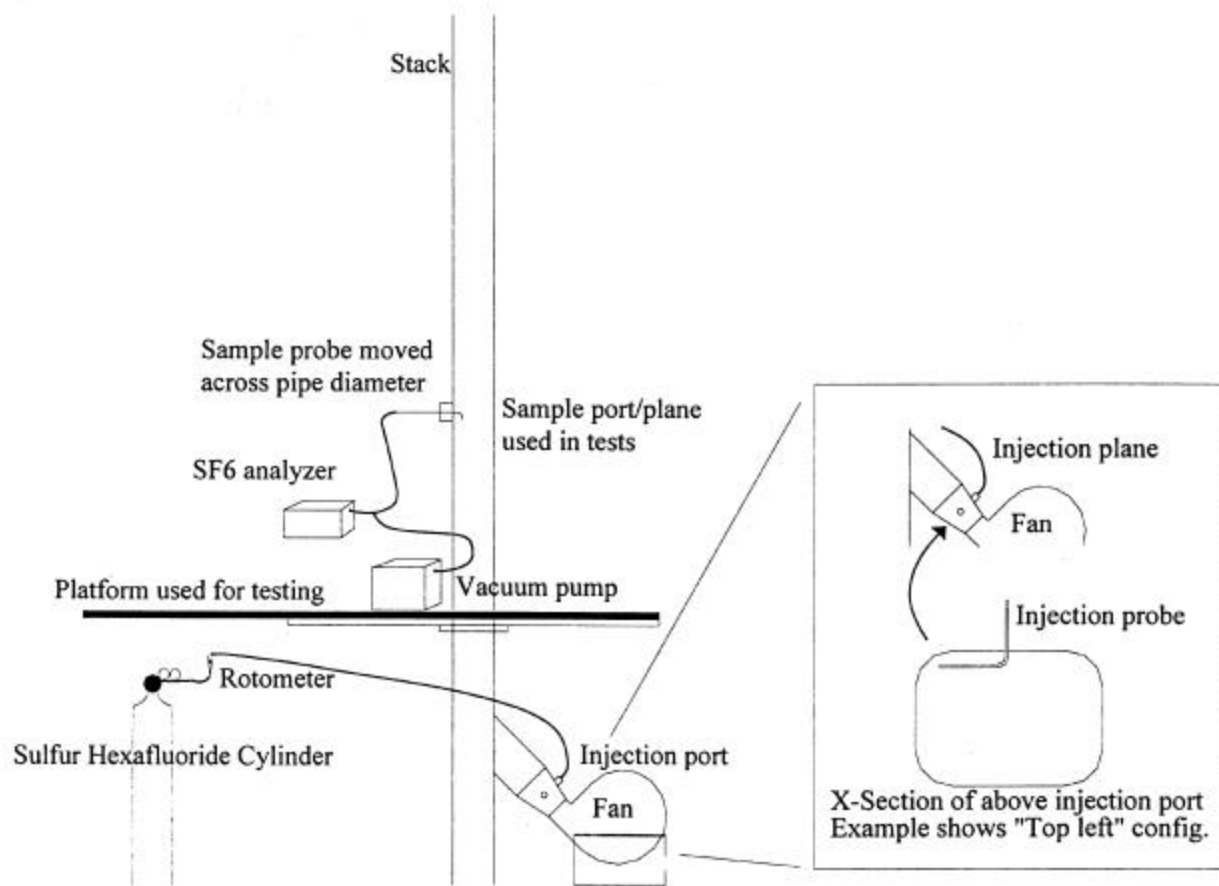 Stack
Sample probe moved
across pipe diameter
Sample port/plane
used in tests
SF6 analyzer
Injection plane
Fan
Platform used for testing
Vacuum pump
Injection probe
Rotometer
Sulfur Hexafluoride Cylinder
Injection port
Fan
X-Section of above injection port
Example shows "Top left" config.